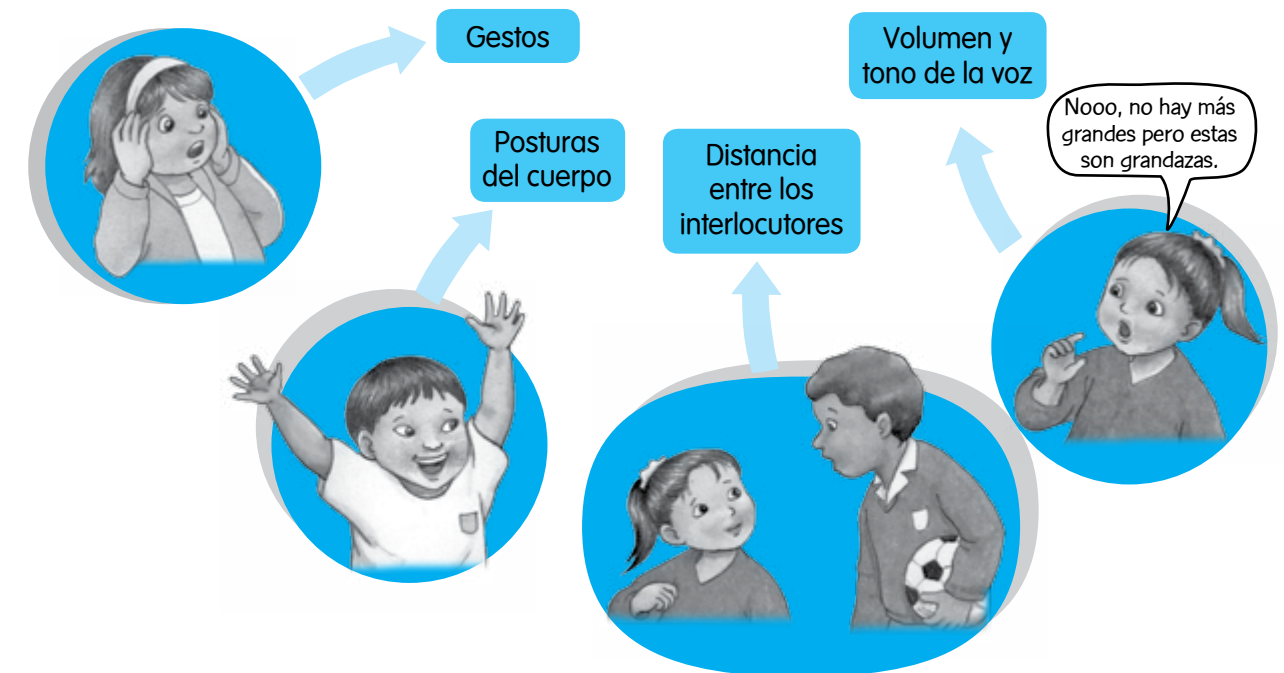 Gestos
Volumen y
tono de la voz
Nooo, no hay más
grandes pero estas
son grandazas.
Posturas
del cuerpo
Distancia
entre los
interlocutores